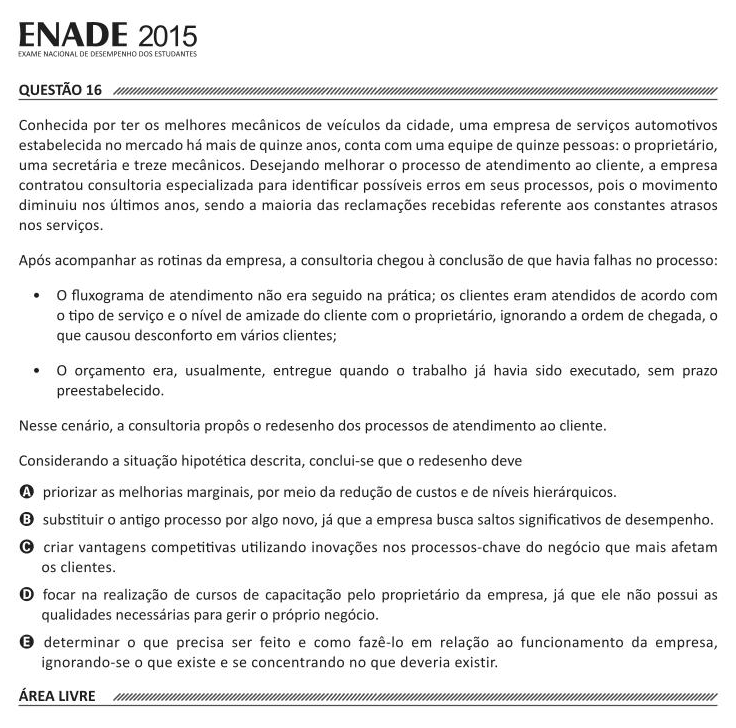 ENADE 2015
EXAME NACIONAL DE DESEMPENHO DOS ESTUDANTES
QUESTÃO 16
Conhecida por ter os melhores mecânicos de veículos da cidade, uma empresa de serviços automotivos
estabelecida no mercado há mais de quinze anos, conta com uma equipe de quinze pessoas: o proprietário,
uma secretária e treze mecânicos. Desejando melhorar o processo de atendimento ao cliente, a empresa
contratou consultoria especializada para identificar possíveis erros em seus processos, pois o movimento
diminuiu nos últimos anos, sendo a maioria das reclamações recebidas referente aos constantes atrasos
nos serviços.
Após acompanhar as rotinas da empresa, a consultoria chegou à conclusão de que havia falhas no processo:
• O fluxograma de atendimento não era seguido na prática; os clientes eram atendidos de acordo com
o tipo de serviço e o nível de amizade do cliente com o proprietário, ignorando a ordem de chegada, o
que causou desconforto em vários clientes;
• O orçamento era, usualmente, entregue quando o trabalho já havia sido executado, sem prazo
preestabelecido.
Nesse cenário, a consultoria propôs o redesenho dos processos de atendimento ao cliente.
Considerando a situação hipotética descrita, conclui-se que o redesenho deve
A priorizar as melhorias marginais, por meio da redução de custos e de níveis hierárquicos.
B substituir o antigo processo por algo novo, já que a empresa busca saltos significativos de desempenho.
C criar vantagens competitivas utilizando inovações nos processos-chave do negócio que mais afetam
os clientes.
D focar na realização de cursos de capacitação pelo proprietário da empresa, já que ele não possui as
qualidades necessárias para gerir o próprio negócio.
E determinar o que precisa ser feito e como fazê-lo em relação ao funcionamento da empresa,
ignorando-se o que existe e se concentrando no que deveria existir.
ÁREA LIVRE